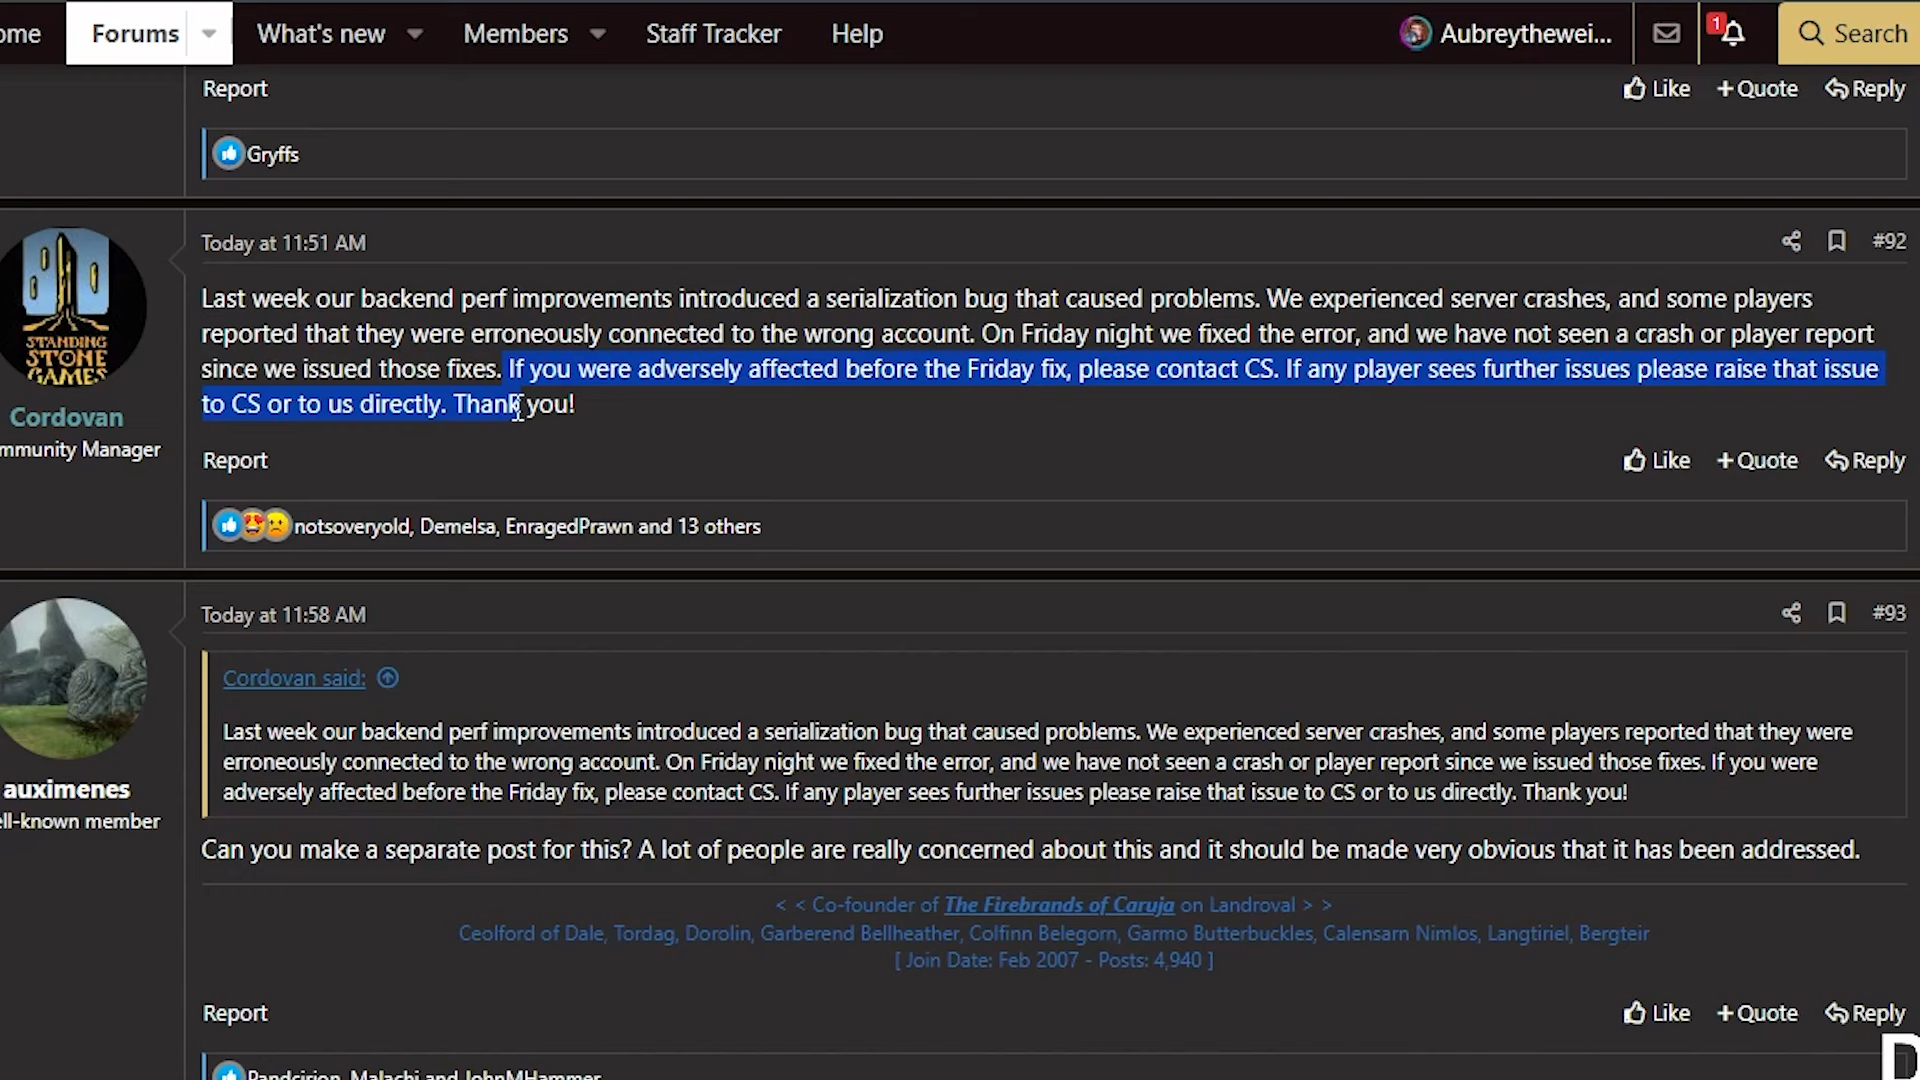 ome Forums What's new Members Staff Tracker Help Aubreythewei... 1 Search
Report Like +Quote Reply
Gryffs
Today at 11:51 AM #92
Last week our backend perf improvements introduced a serialization bug that caused problems. We experienced server crashes, and some players
reported that they were erroneously connected to the wrong account. On Friday night we fixed the error, and we have not seen a crash or player report
since we issued those fixes. If you were adversely affected before the Friday fix, please contact CS. If any player sees further issues please raise that issue
to CS or to us directly. Thank you!
STANDING
STONE
GAMES
Cordovan
mmunity Manager
Report Like +Quote Reply
notsoveryold, Demelsa, EnragedPrawn and 13 others
Today at 11:58 AM #93
Cordovan said:
Last week our backend perf improvements introduced a serialization bug that caused problems. We experienced server crashes, and some players reported that they were
erroneously connected to the wrong account. On Friday night we fixed the error, and we have not seen a crash or player report since we issued those fixes. If you were
adversely affected before the Friday fix, please contact CS. If any player sees further issues please raise that issue to CS or to us directly. Thank you!
auximenes
ell-known member
Can you make a separate post for this? A lot of people are really concerned about this and it should be made very obvious that it has been addressed.
< < Co-founder of The Firebrands of Caruja on Landroval > >
Ceolford of Dale, Tordag, Dorolin, Garberend Bellheather, Colfinn Belegorn, Garmo Butterbuckles, Calensarn Nimlos, Langtiriel, Bergteir
[ Join Date: Feb 2007 - Posts: 4,940 ]
Report Like +Quote Reply
Pandcirion, Malachi and JohnMHammer
D